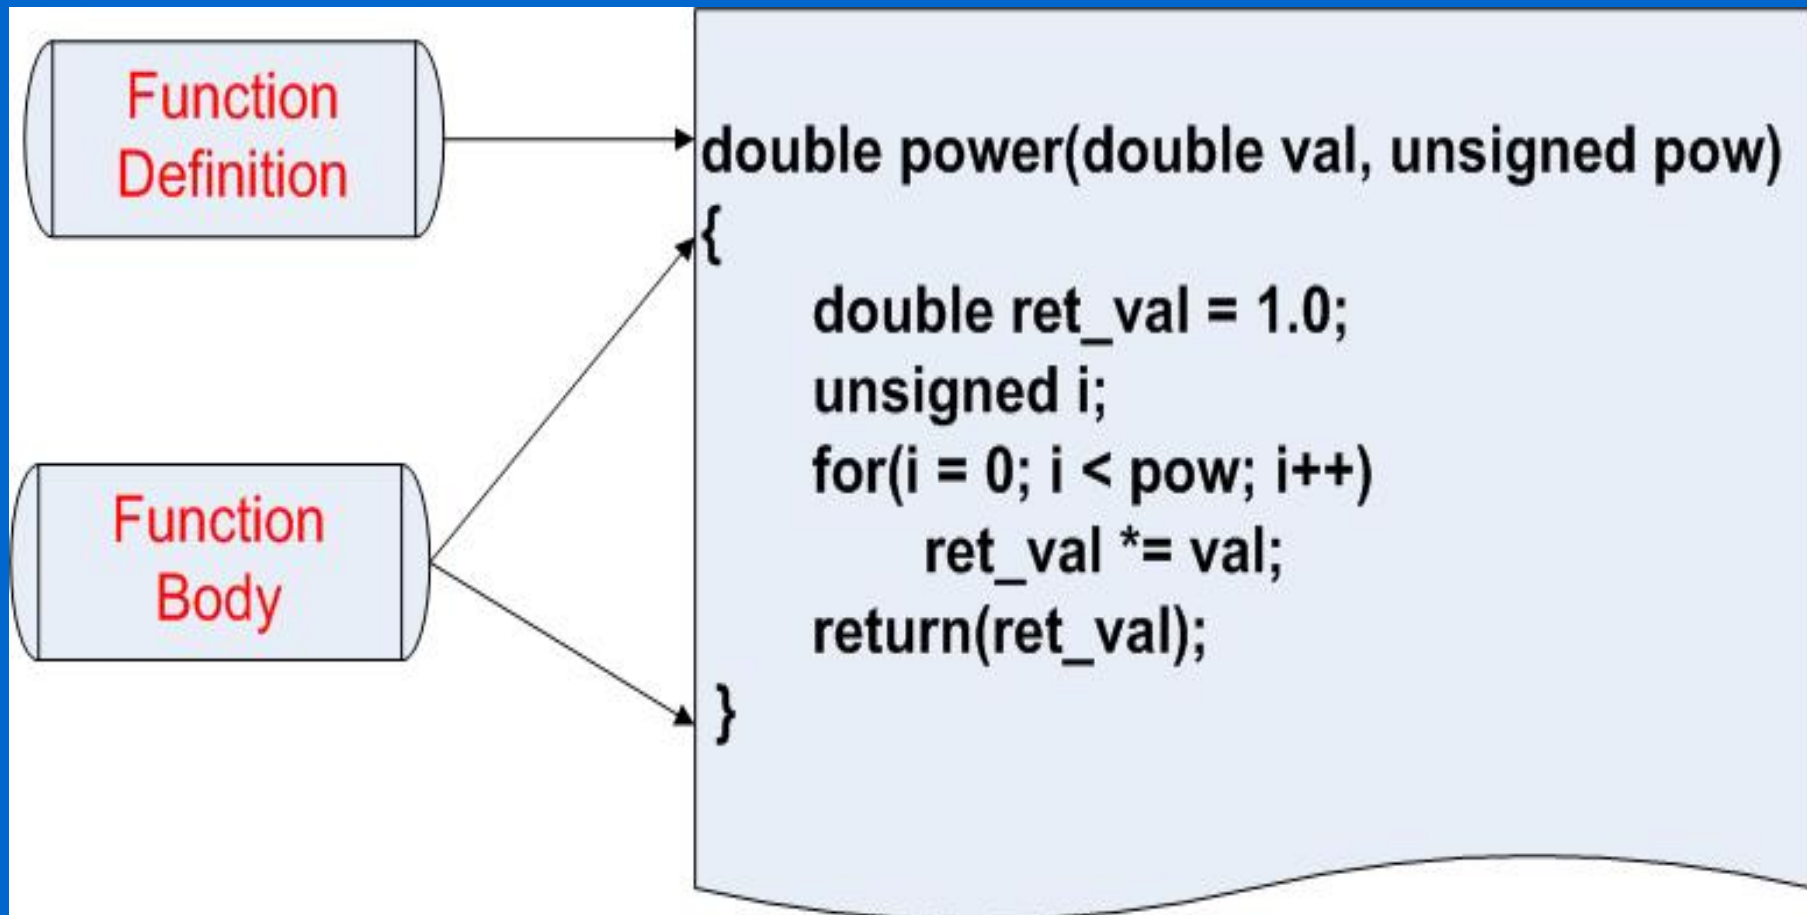 Function
Definition
Function
Body
double power(double val, unsigned pow)
{
double ret_val = 1.0;
unsigned i;
for(i = 0; i < pow; i++)
ret_val *= val;
return(ret_val);
}